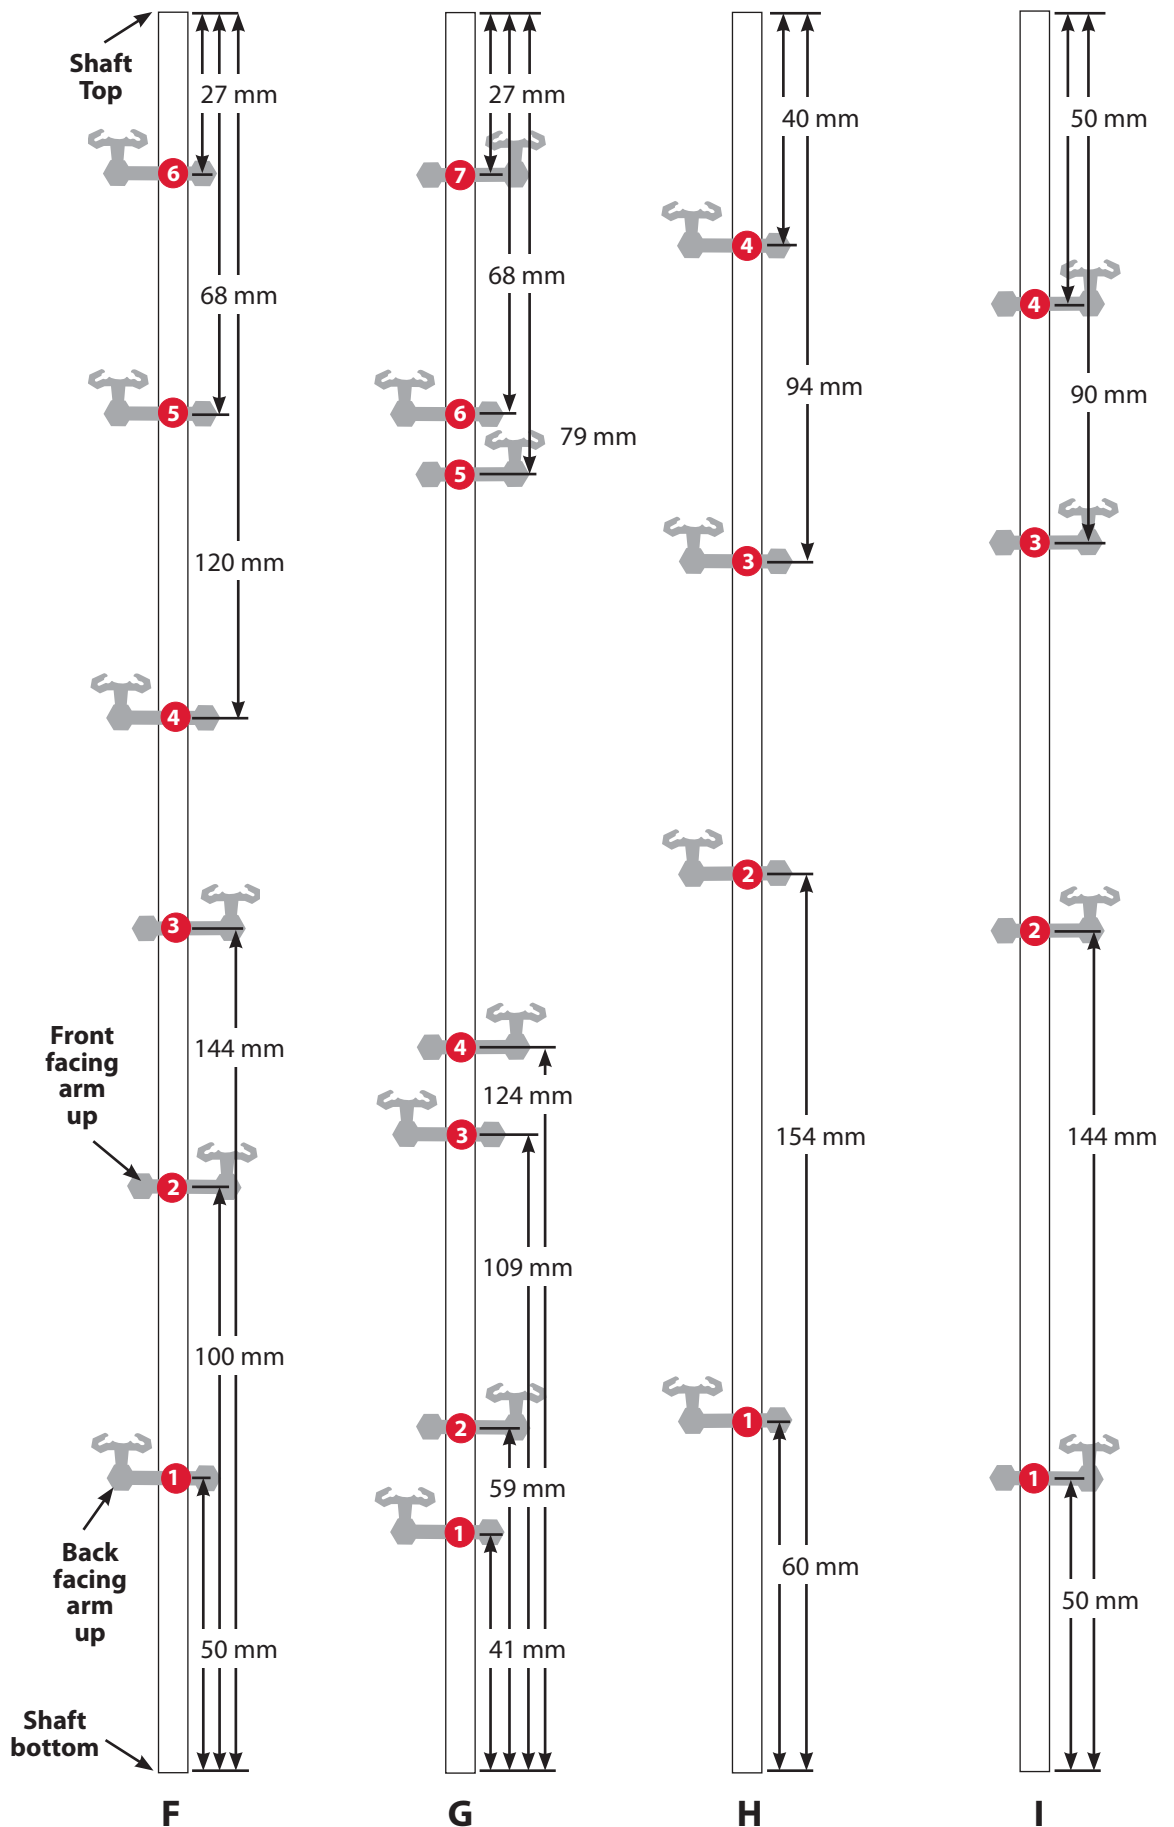 Shaft
Top
27 mm
6
68 mm
5
120 mm
4
3
Front
facing
arm
up
144 mm
2
100 mm
1
Back
facing
arm
up
50 mm
Shaft
bottom
F
27 mm
7
68 mm
6
79 mm
5
4
124 mm
3
109 mm
2
59 mm
1
41 mm
G
40 mm
4
94 mm
3
2
154 mm
1
60 mm
H
50 mm
4
90 mm
3
2
144 mm
1
50 mm
I